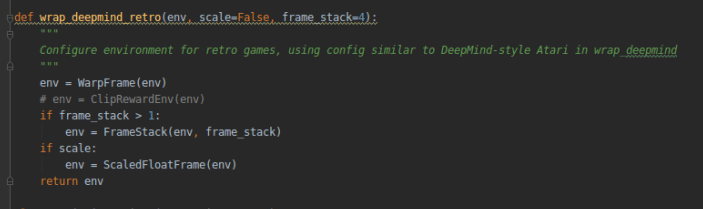 def wrap_deepmind_retro(env, scale=False, frame_stack=4):
    """
    Configure environment for retro games, using config similar to DeepMind-style Atari in wrap_deepmind
    """
    env = WarpFrame(env)
    # env = ClipRewardEnv(env)
    if frame_stack > 1:
        env = FrameStack(env, frame_stack)
    if scale:
        env = ScaledFloatFrame(env)
    return env